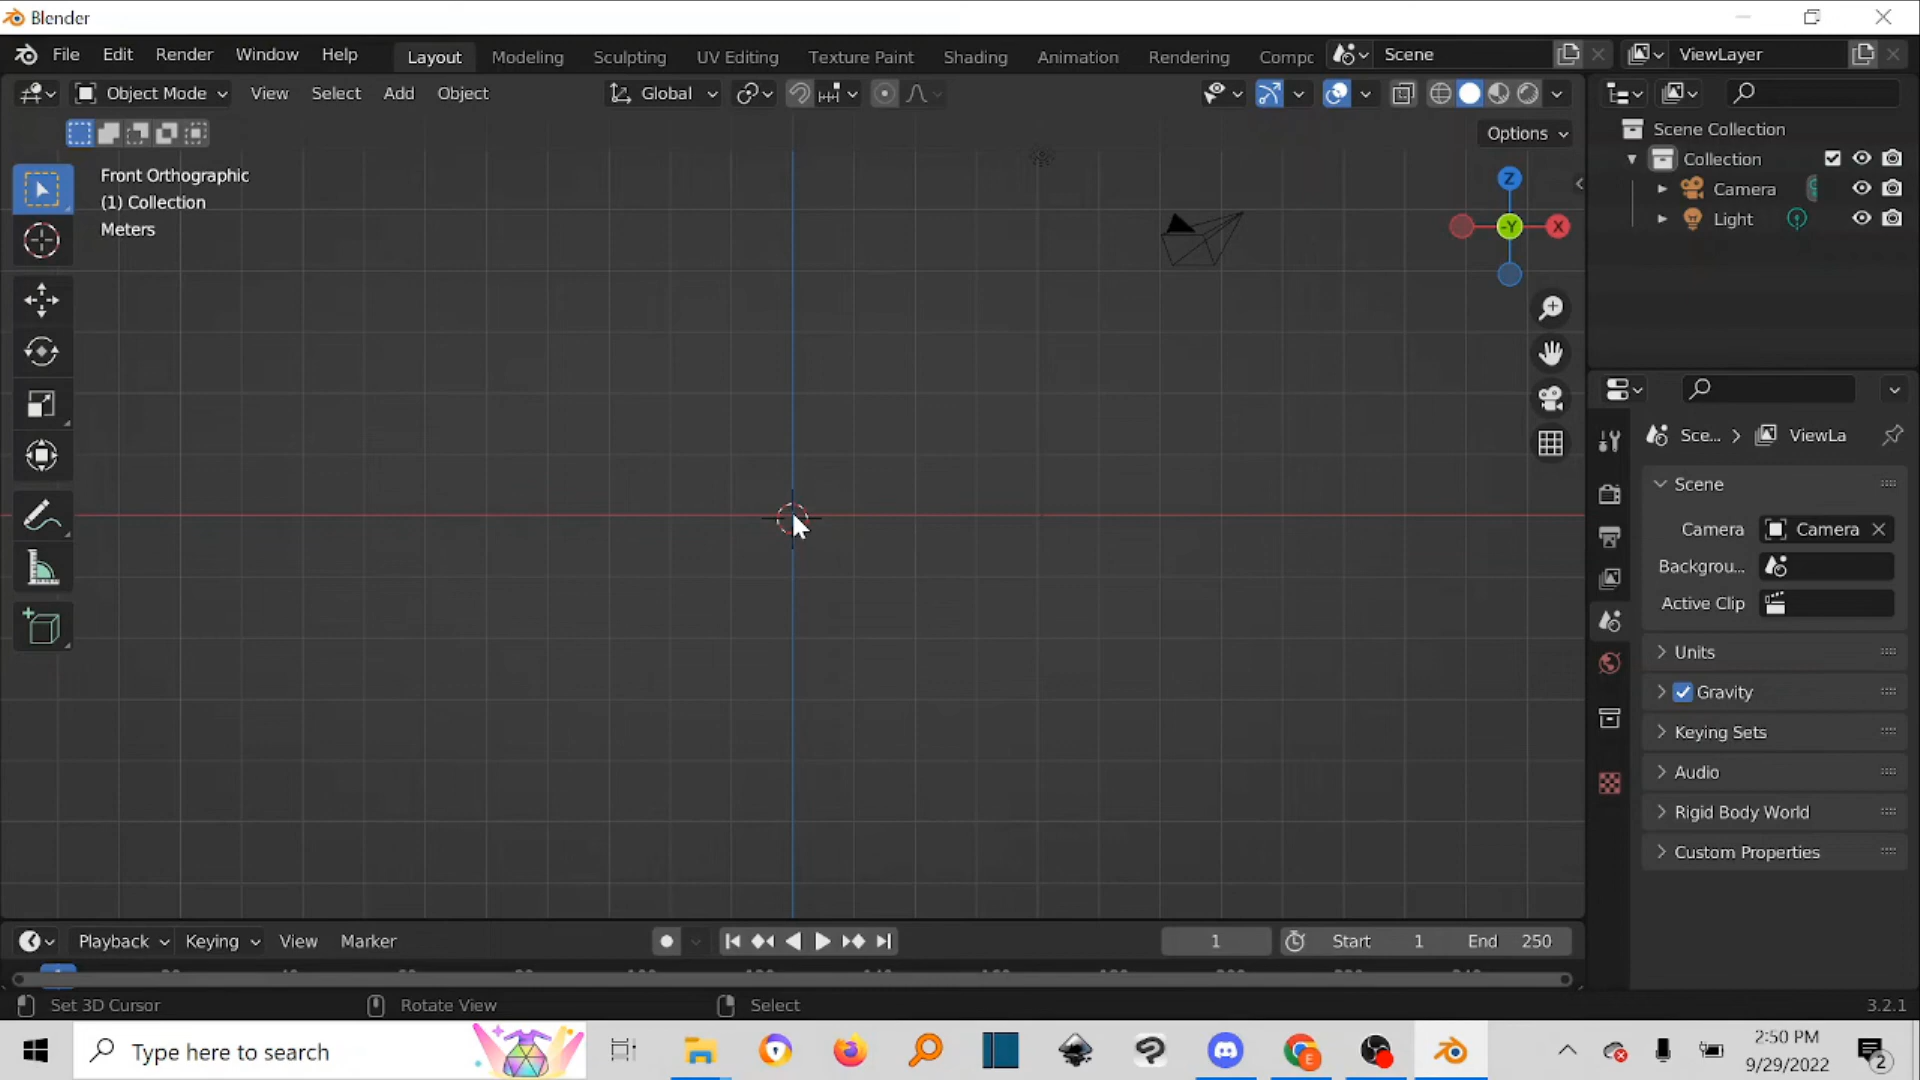 Blender
File Edit Render Window Help Layout Modeling Sculpting UV Editing Texture Paint Shading Animation Rendering Compc Scene ViewLayer
Object Mode View Select Add Object Global
Options
Front Orthographic
(1) Collection
Meters
Z
-Y
X
Scene Collection
Collection
Camera
Light
Sce... > ViewLa
Scene
Camera Camera
Backgrou...
Active Clip
Units
Gravity
Keying Sets
Audio
Rigid Body World
Custom Properties
Playback Keying View Marker 1 Start 1 End 250
Set 3D Cursor Rotate View Select 3.2.1
Type here to search
E
2:50 PM
9/29/2022
2